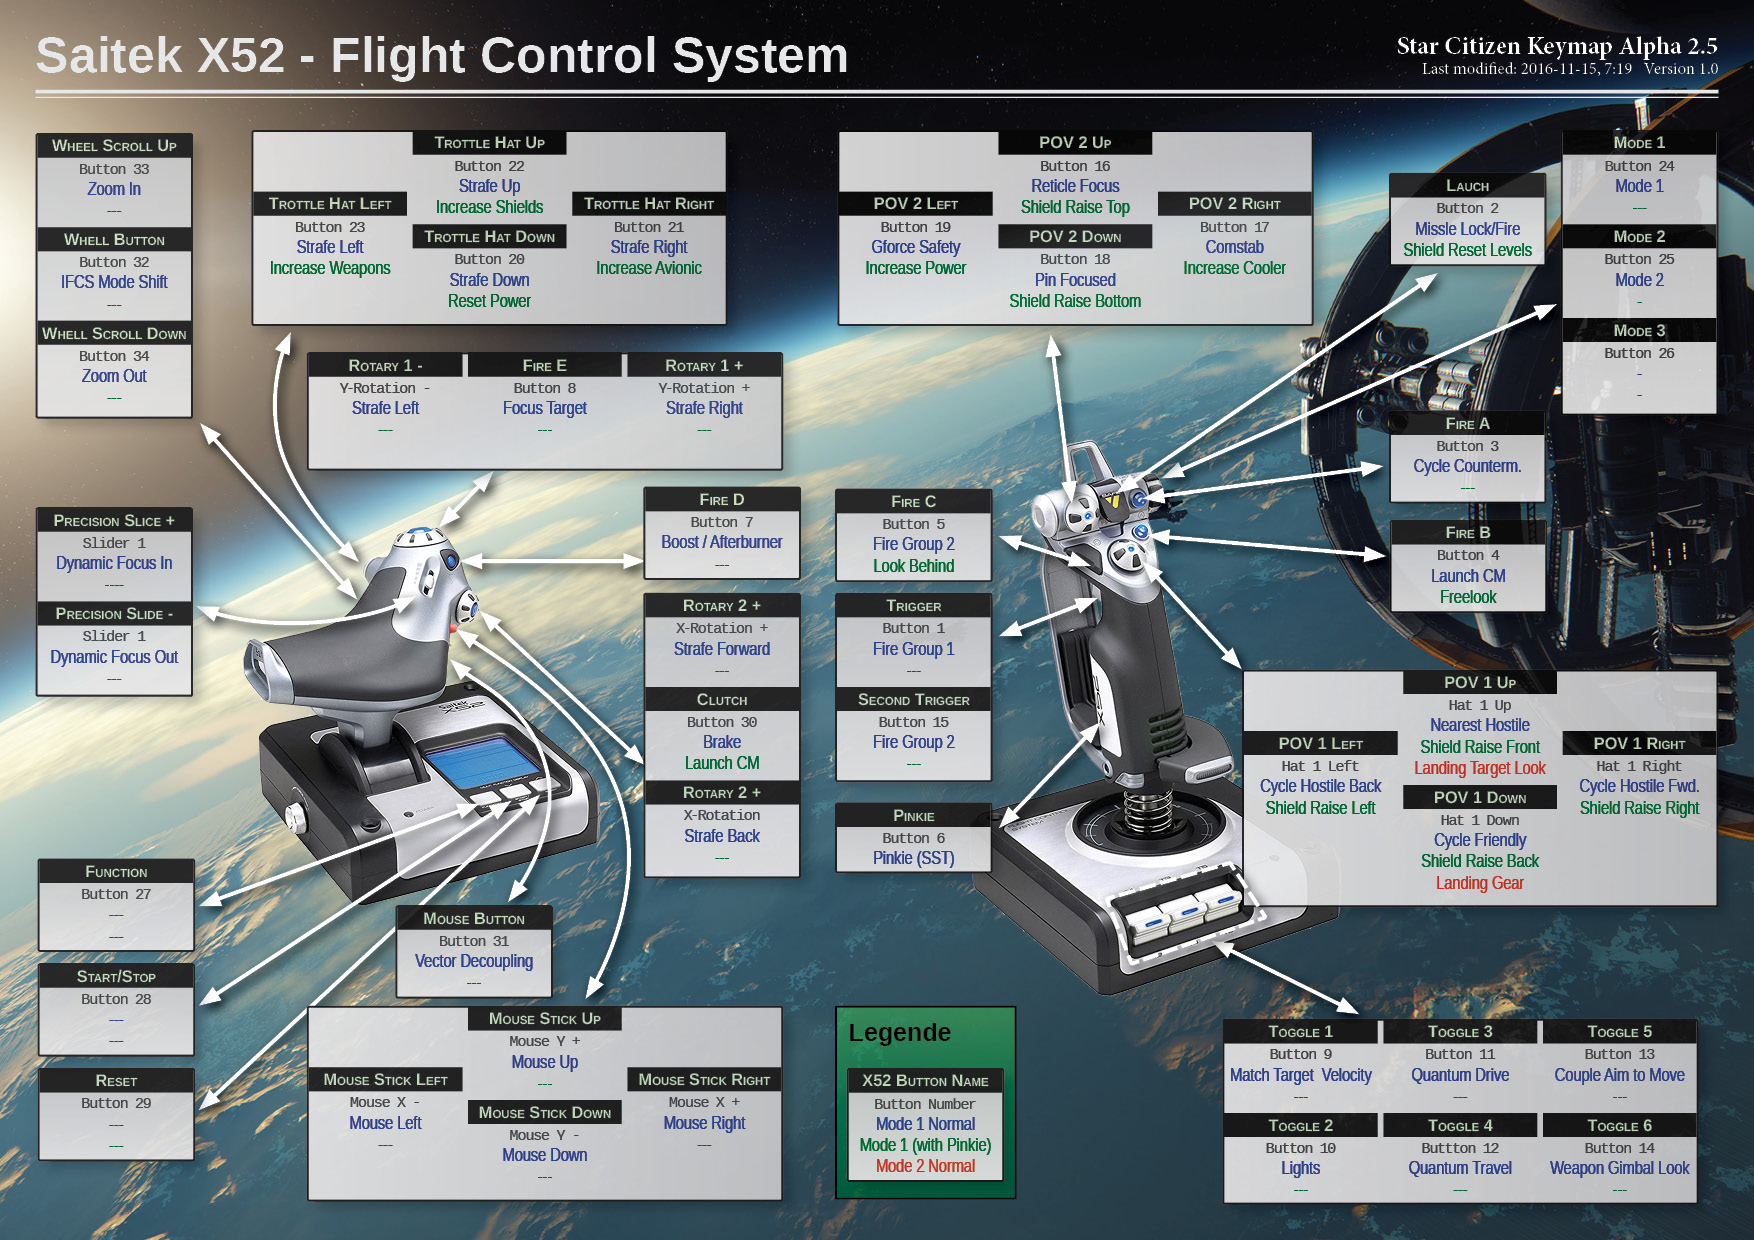 Saitek X52 - Flight Control System
Star Citizen Keymap Alpha 2.5
Last modified: 2016-11-15, 7:19 Version 1.0
Wheel Scroll Up
Button 33
Zoom In
---
Whell Button
Button 32
IFCS Mode Shift
---
Whell Scroll Down
Button 34
Zoom Out
---
Trottle Hat Up
Button 22
Strafe Up
Increase Shields
Trottle Hat Left
Button 23
Strafe Left
Increase Weapons
Trottle Hat Down
Button 20
Strafe Down
Reset Power
Trottle Hat Right
Button 21
Strafe Right
Increase Avionic
POV 2 Up
Button 16
Reticle Focus
Shield Raise Top
POV 2 Left
Button 19
Gforce Safety
Increase Power
POV 2 Down
Button 18
Pin Focused
Shield Raise Bottom
POV 2 Right
Button 17
Comstab
Increase Cooler
Lauch
Button 2
Missle Lock/Fire
Shield Reset Levels
Mode 1
Button 24
Mode 1
---
Mode 2
Button 25
Mode 2
-
Mode 3
Button 26
-
-
Rotary 1 -
Y-Rotation -
Strafe Left
---
Fire E
Button 8
Focus Target
---
Rotary 1 +
Y-Rotation +
Strafe Right
---
Fire A
Button 3
Cycle Counterm.
---
Fire B
Button 4
Launch CM
Freelook
Precision Slice +
Slider 1
Dynamic Focus In
----
Precision Slide -
Slider 1
Dynamic Focus Out
---
Fire D
Button 7
Boost / Afterburner
---
Rotary 2 +
X-Rotation +
Strafe Forward
---
Clutch
Button 30
Brake
Launch CM
Rotary 2 +
X-Rotation
Strafe Back
---
Fire C
Button 5
Fire Group 2
Look Behind
Trigger
Button 1
Fire Group 1
---
Second Trigger
Button 15
Fire Group 2
---
Pinkie
Button 6
Pinkie (SST)
Saitek
X52
X52
POV 1 Up
Hat 1 Up
Nearest Hostile
Shield Raise Front
Landing Target Look
POV 1 Left
Hat 1 Left
Cycle Hostile Back
Shield Raise Left
POV 1 Down
Hat 1 Down
Cycle Friendly
Shield Raise Back
Landing Gear
POV 1 Right
Hat 1 Right
Cycle Hostile Fwd.
Shield Raise Right
Function
Button 27
---
---
Start/Stop
Button 28
---
---
Reset
Button 29
---
---
Mouse Button
Button 31
Vector Decoupling
---
Mouse Stick Up
Mouse Y +
Mouse Up
---
Mouse Stick Left
Mouse X -
Mouse Left
---
Mouse Stick Down
Mouse Y -
Mouse Down
---
Mouse Stick Right
Mouse X +
Mouse Right
---
Legende
X52 Button Name
Button Number
Mode 1 Normal
Mode 1 (with Pinkie)
Mode 2 Normal
Toggle 1
Button 9
Match Target Velocity
---
Toggle 3
Button 11
Quantum Drive
---
Toggle 5
Button 13
Couple Aim to Move
---
Toggle 2
Button 10
Lights
---
Toggle 4
Buttton 12
Quantum Travel
---
Toggle 6
Button 14
Weapon Gimbal Look
---